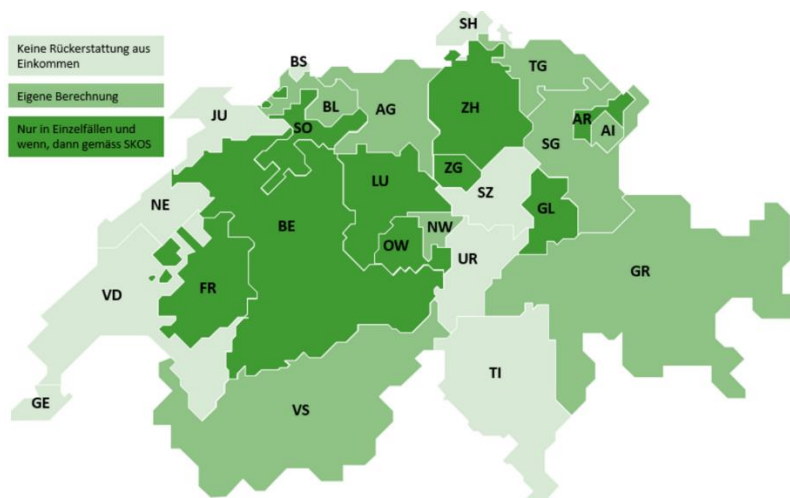 Keine Rückerstattung aus
Einkommen
Eigene Berechnung
Nur in Einzelfällen und
wenn, dann gemäss SKOS
SH
BS
TG
BL
AG
ZH
JU
SO
AR
AI
SG
ZG
LU
SZ
NE
GL
BE
NW
OW
UR
GR
FR
VD
TI
GE
VS